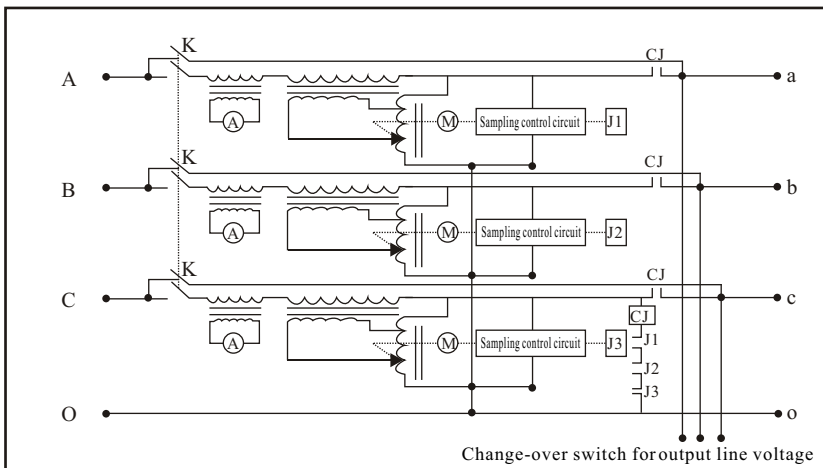 K
CJ
A
a
A
M
Sampling control circuit
J1
K
CJ
B
b
A
M
Sampling control circuit
J2
K
CJ
C
c
CJ
A
M
Sampling control circuit
J3
J1
J2
J3
O
o
Change-over switch for output line voltage